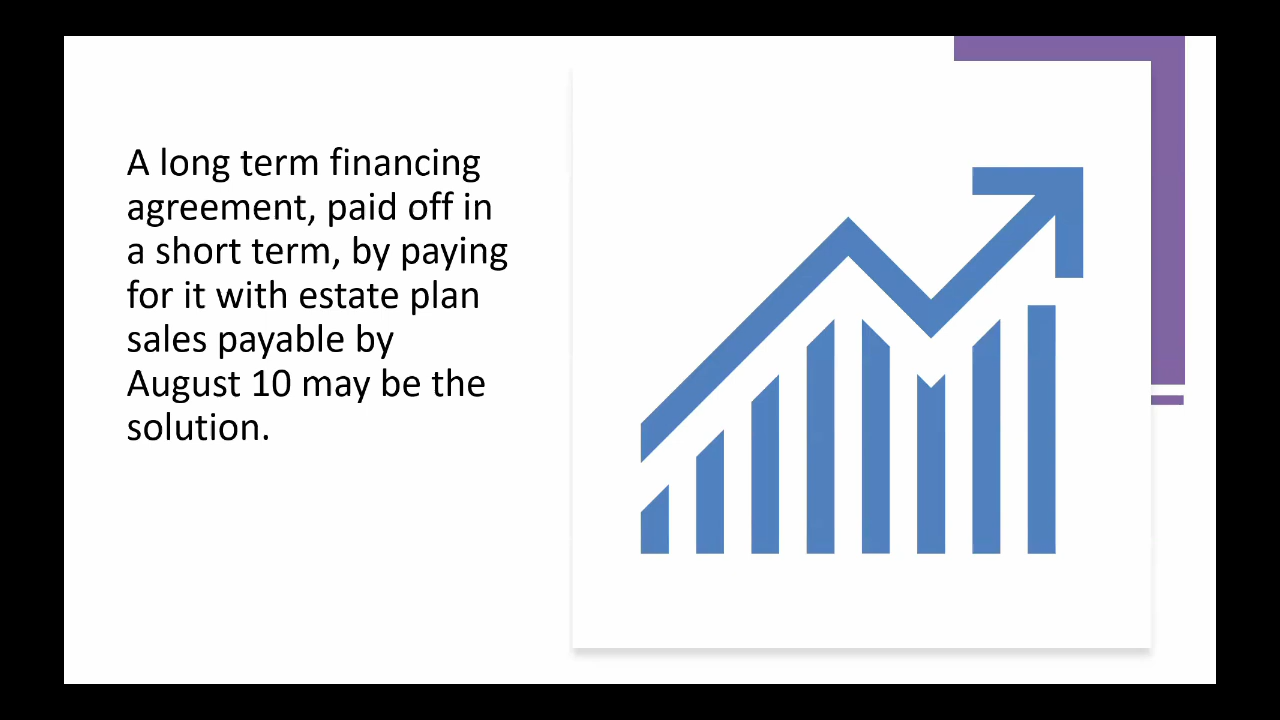 A long term financing
agreement, paid off in
a short term, by paying
for it with estate plan
sales payable by
August 10 may be the
solution.